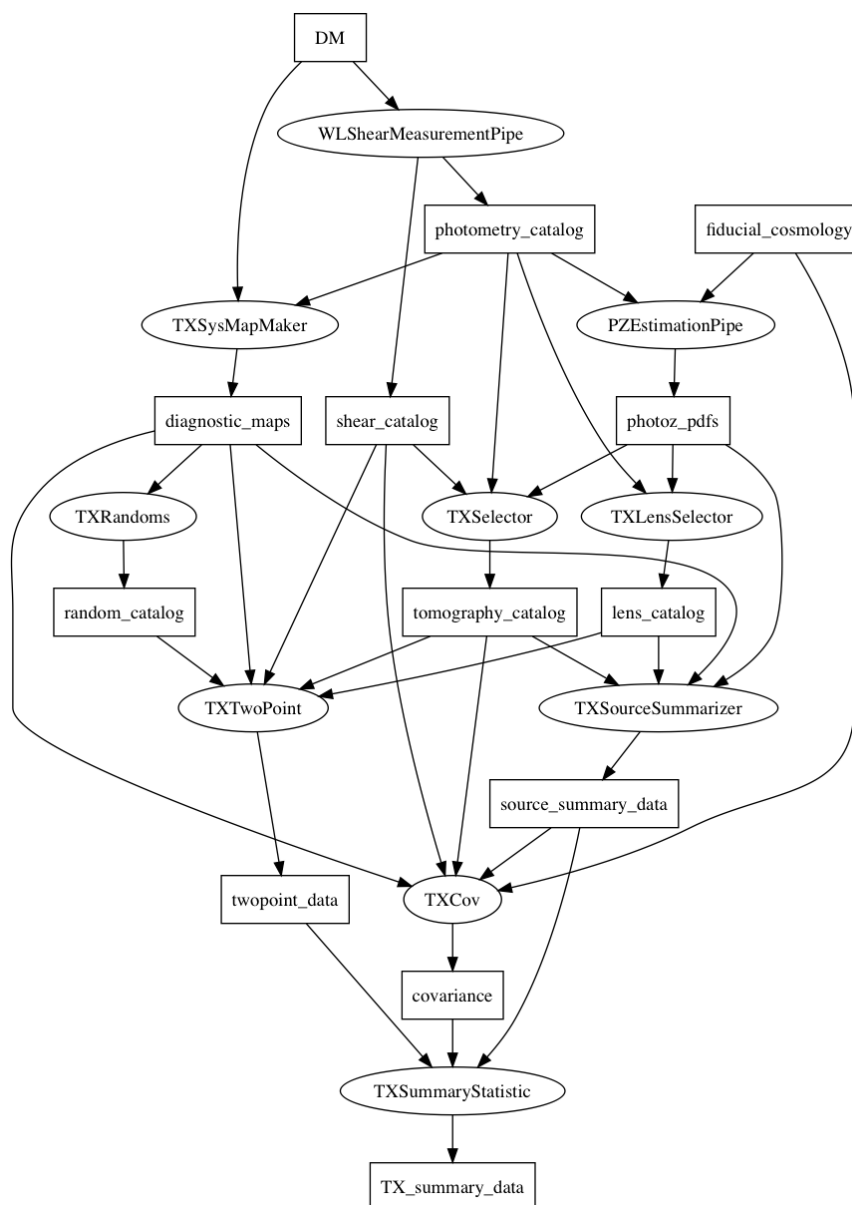 DM
WLShearMeasurementPipe
photometry_catalog
fiducial_cosmology
TXSysMapMaker
PZEstimationPipe
diagnostic_maps
shear_catalog
photoz_pdfs
TXRandoms
TXSelector
TXLensSelector
random_catalog
tomography_catalog
lens_catalog
TXTwoPoint
TXSourceSummarizer
source_summary_data
twopoint_data
TXCov
covariance
TXSummaryStatistic
TX_summary_data